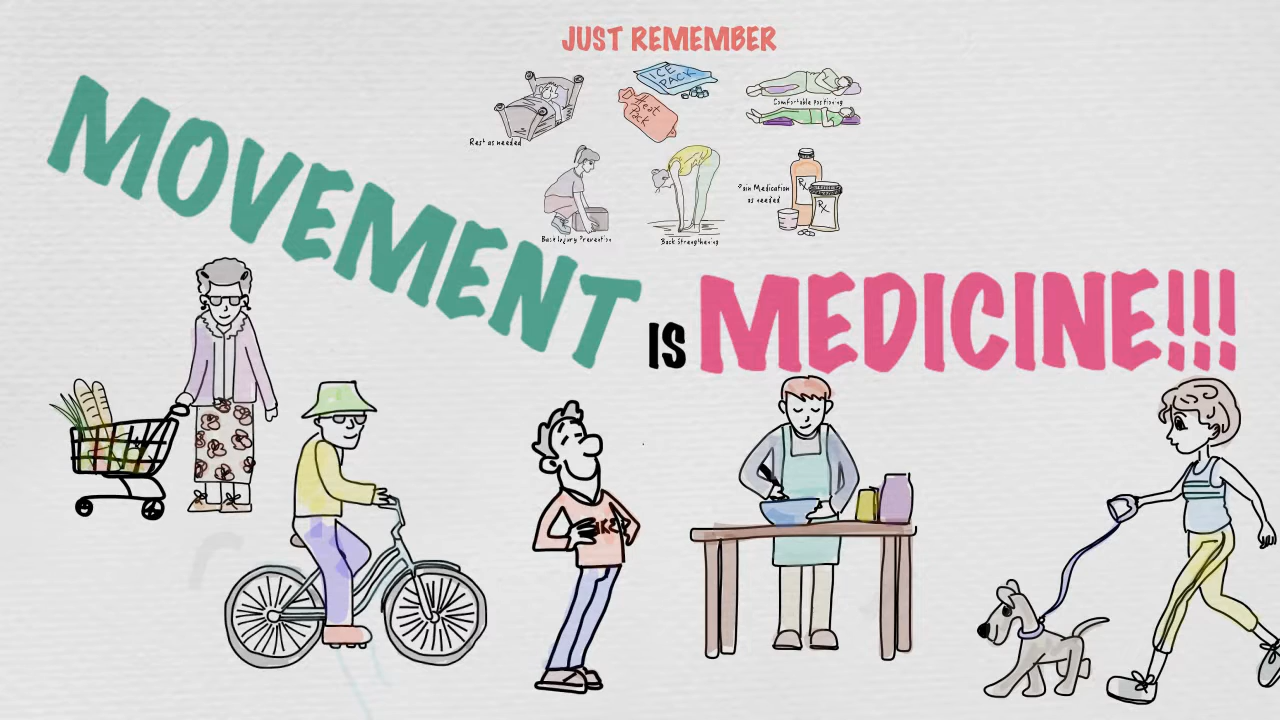 JUST REMEMBER
ICE
PACK
Heat
Pack
Comfortable positioning
Rest as needed
Rx
Pain Medication
as needed
Rx
Back Injury Prevention
Back Strengthening
MOVEMENT
IS MEDICINE!!!